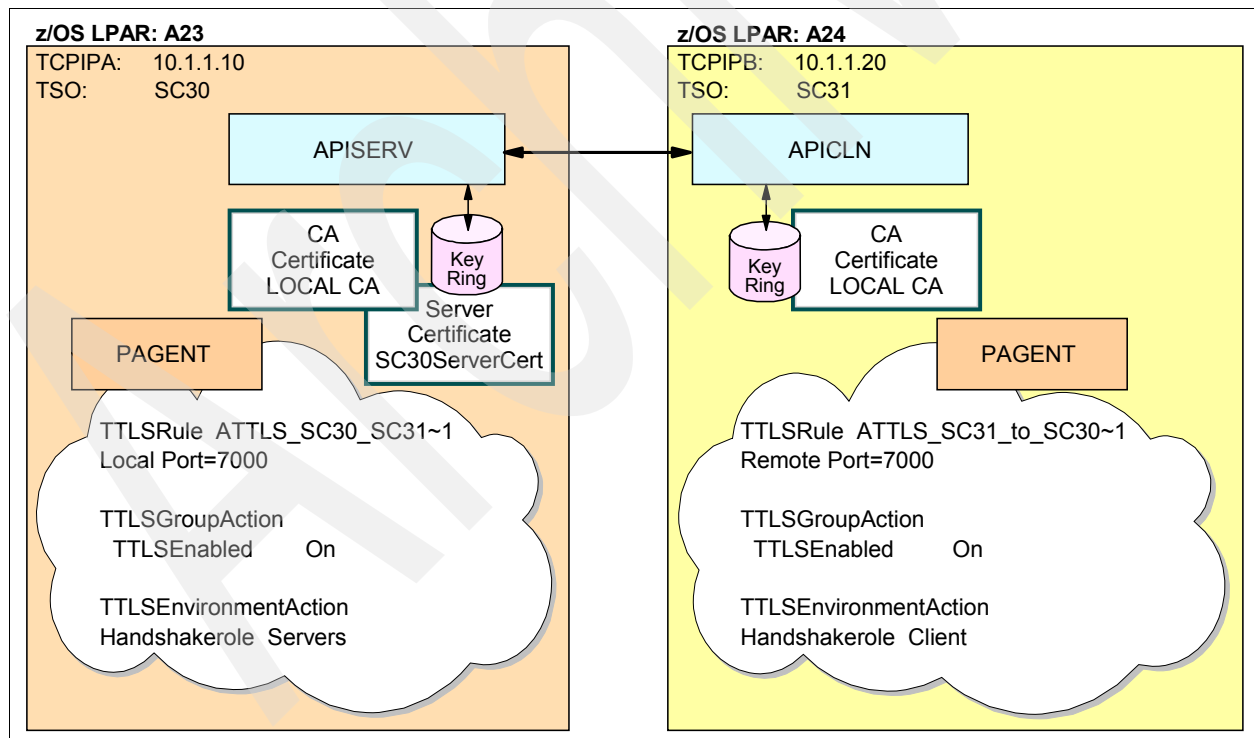 z/OS LPAR: A23
TCPIPA: 10.1.1.10
TSO: SC30
APISERV
CA
Certificate
LOCAL CA
Key
Ring
Server
Certificate
SC30ServerCert
PAGENT
TTLSRule ATTLS_SC30_SC31~1
Local Port=7000
TTLSGroupAction
TTLSEnabled On
TTLSEnvironmentAction
Handshakerole Servers
z/OS LPAR: A24
TCPIPB: 10.1.1.20
TSO: SC31
APICLN
Key
Ring
CA
Certificate
LOCAL CA
PAGENT
TTLSRule ATTLS_SC31_to_SC30~1
Remote Port=7000
TTLSGroupAction
TTLSEnabled On
TTLSEnvironmentAction
Handshakerole Client